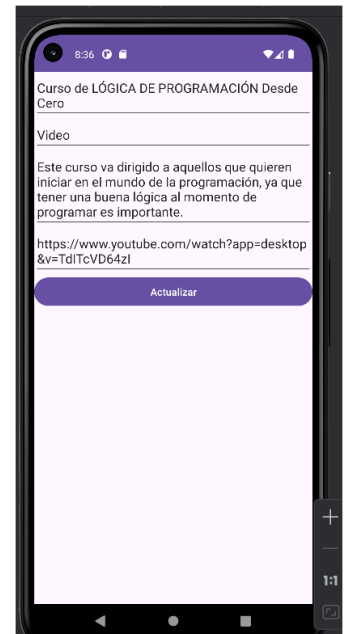 8:36
Curso de LÓGICA DE PROGRAMACIÓN Desde
Cero
Video
Este curso va dirigido a aquellos que quieren
iniciar en el mundo de la programación, ya que
tener una buena lógica al momento de
programar es importante.
https://www.youtube.com/watch?app=desktop
&v=TdITcVD64zI
Actualizar
1:1